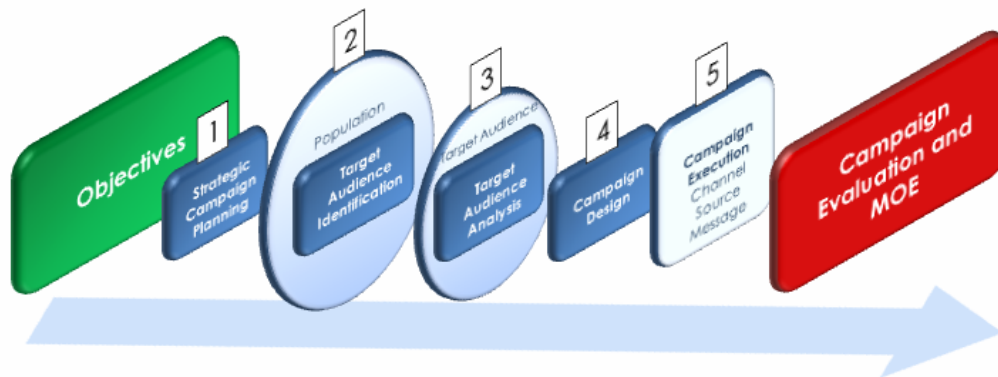 Objectives
1
Strategic
Campaign
Planning
2
Population
Target
Audience
Identification
3
Target Audience
Target
Audience
Analysis
4
Campaign
Design
5
Campaign
Execution
Channel
Source
Message
Campaign
Evaluation and
MOE